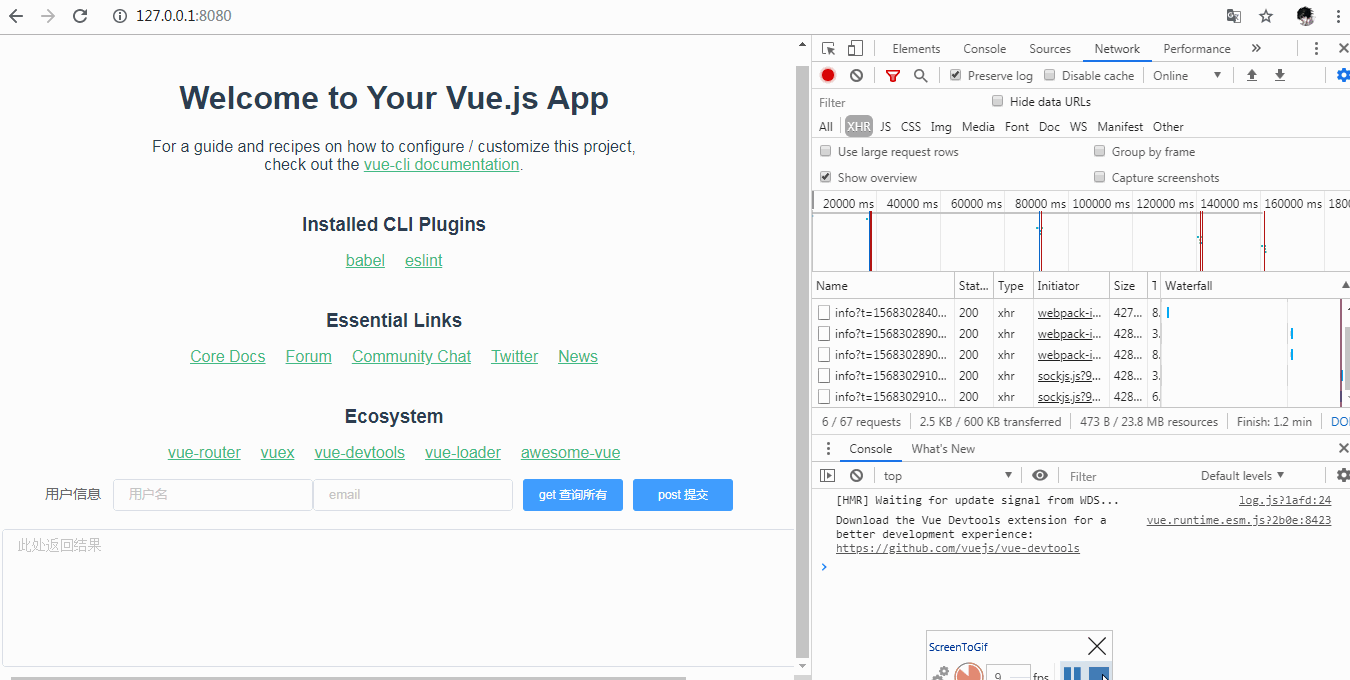 127.0.0.1:8080
Welcome to Your Vue.js App
For a guide and recipes on how to configure / customize this project,
check out the vue-cli documentation.
Installed CLI Plugins
babel eslint
Essential Links
Core Docs Forum Community Chat Twitter News
Ecosystem
vue-router vuex vue-devtools vue-loader awesome-vue
用户信息 用户名 email get 查询所有 post 提交
此处返回结果
Elements Console Sources Network Performance »
Preserve log Disable cache Online
Filter Hide data URLs
All XHR JS CSS Img Media Font Doc WS Manifest Other
Use large request rows Group by frame
Show overview Capture screenshots
20000 ms 40000 ms 60000 ms 80000 ms 100000 ms 120000 ms 140000 ms 160000 ms 1800
Name Stat... Type Initiator Size T Waterfall
info?t=1568302840... 200 xhr webpack-i... 427... 8.
info?t=1568302890... 200 xhr webpack-i... 428... 3.
info?t=1568302890... 200 xhr webpack-i... 428... 8.
info?t=1568302910... 200 xhr sockjs.js?9... 428... 3.
info?t=1568302910... 200 xhr sockjs.js?9... 428... 6.
6 / 67 requests 2.5 KB / 600 KB transferred 473 B / 23.8 MB resources Finish: 1.2 min DO
Console What's New
top Filter Default levels
[HMR] Waiting for update signal from WDS... log.js?1afd:24
Download the Vue Devtools extension for a vue.runtime.esm.js?2b0e:8423
better development experience:
https://github.com/vuejs/vue-devtools
ScreenToGif
9 fps